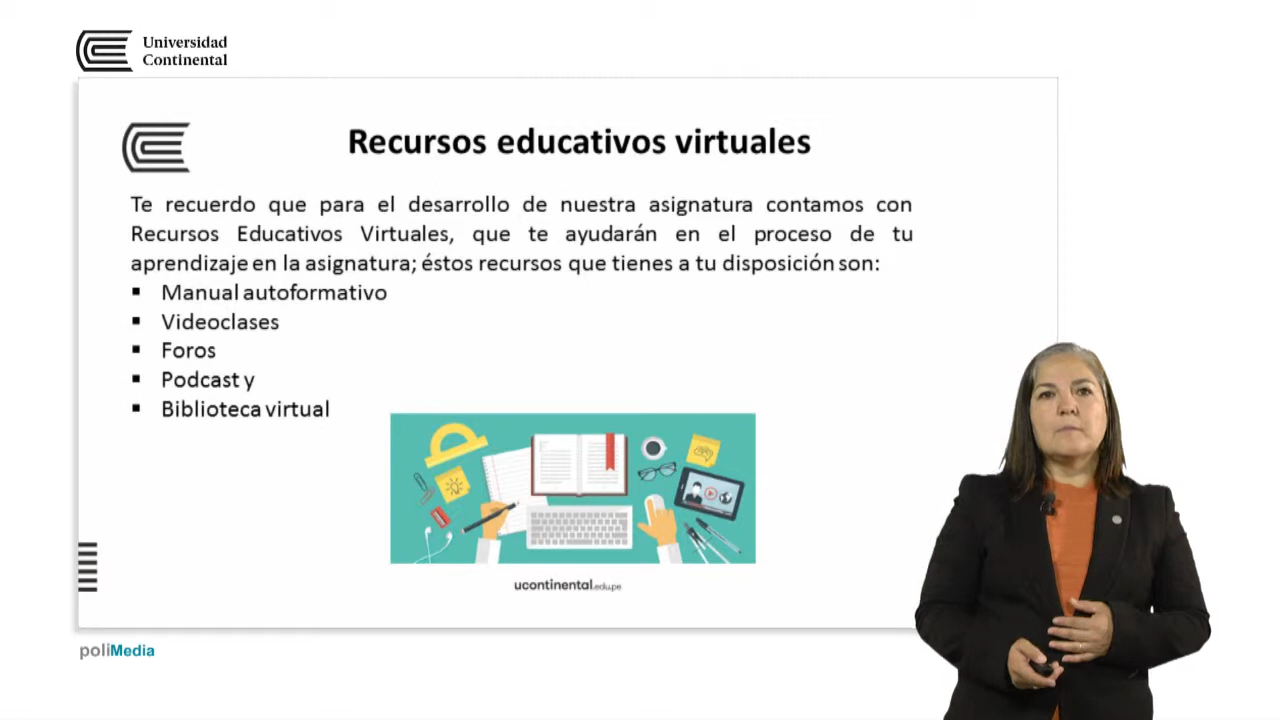 Universidad
Continental
Recursos educativos virtuales
Te recuerdo que para el desarrollo de nuestra asignatura contamos con
Recursos Educativos Virtuales, que te ayudarán en el proceso de tu
aprendizaje en la asignatura; éstos recursos que tienes a tu disposición son:
▪ Manual autoformativo
▪ Videoclases
▪ Foros
▪ Podcast y
▪ Biblioteca virtual
ucontinental.edu.pe
poliMedia